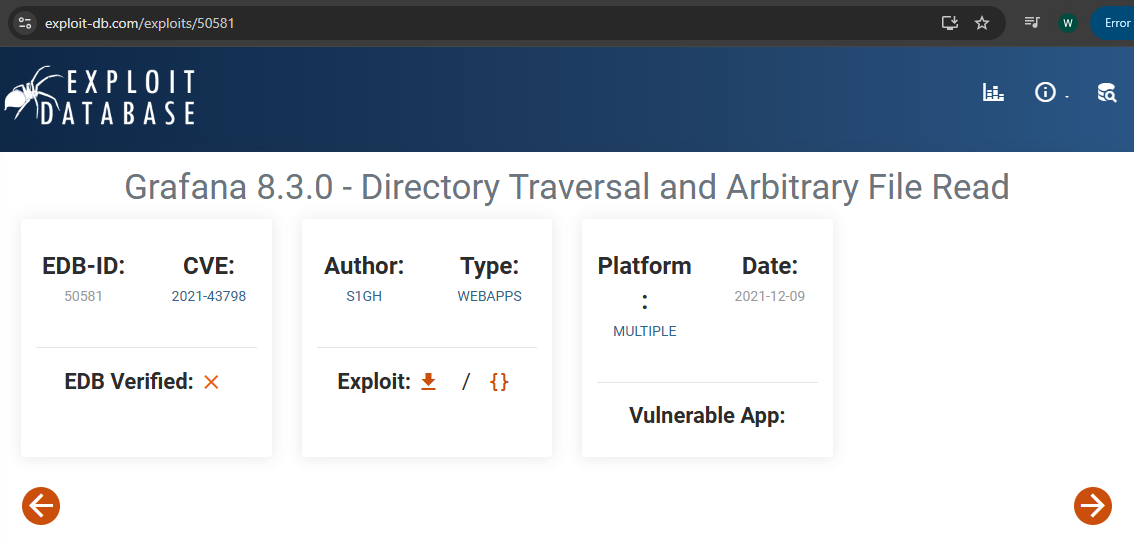 exploit-db.com/exploits/50581
W
Error
EXPLOIT
DATABASE
Grafana 8.3.0 - Directory Traversal and Arbitrary File Read
EDB-ID: CVE:
50581 2021-43798
EDB Verified: ×
Author: Type:
S1GH WEBAPPS
Exploit: / {}
Platform Date:
: 2021-12-09
MULTIPLE
Vulnerable App: